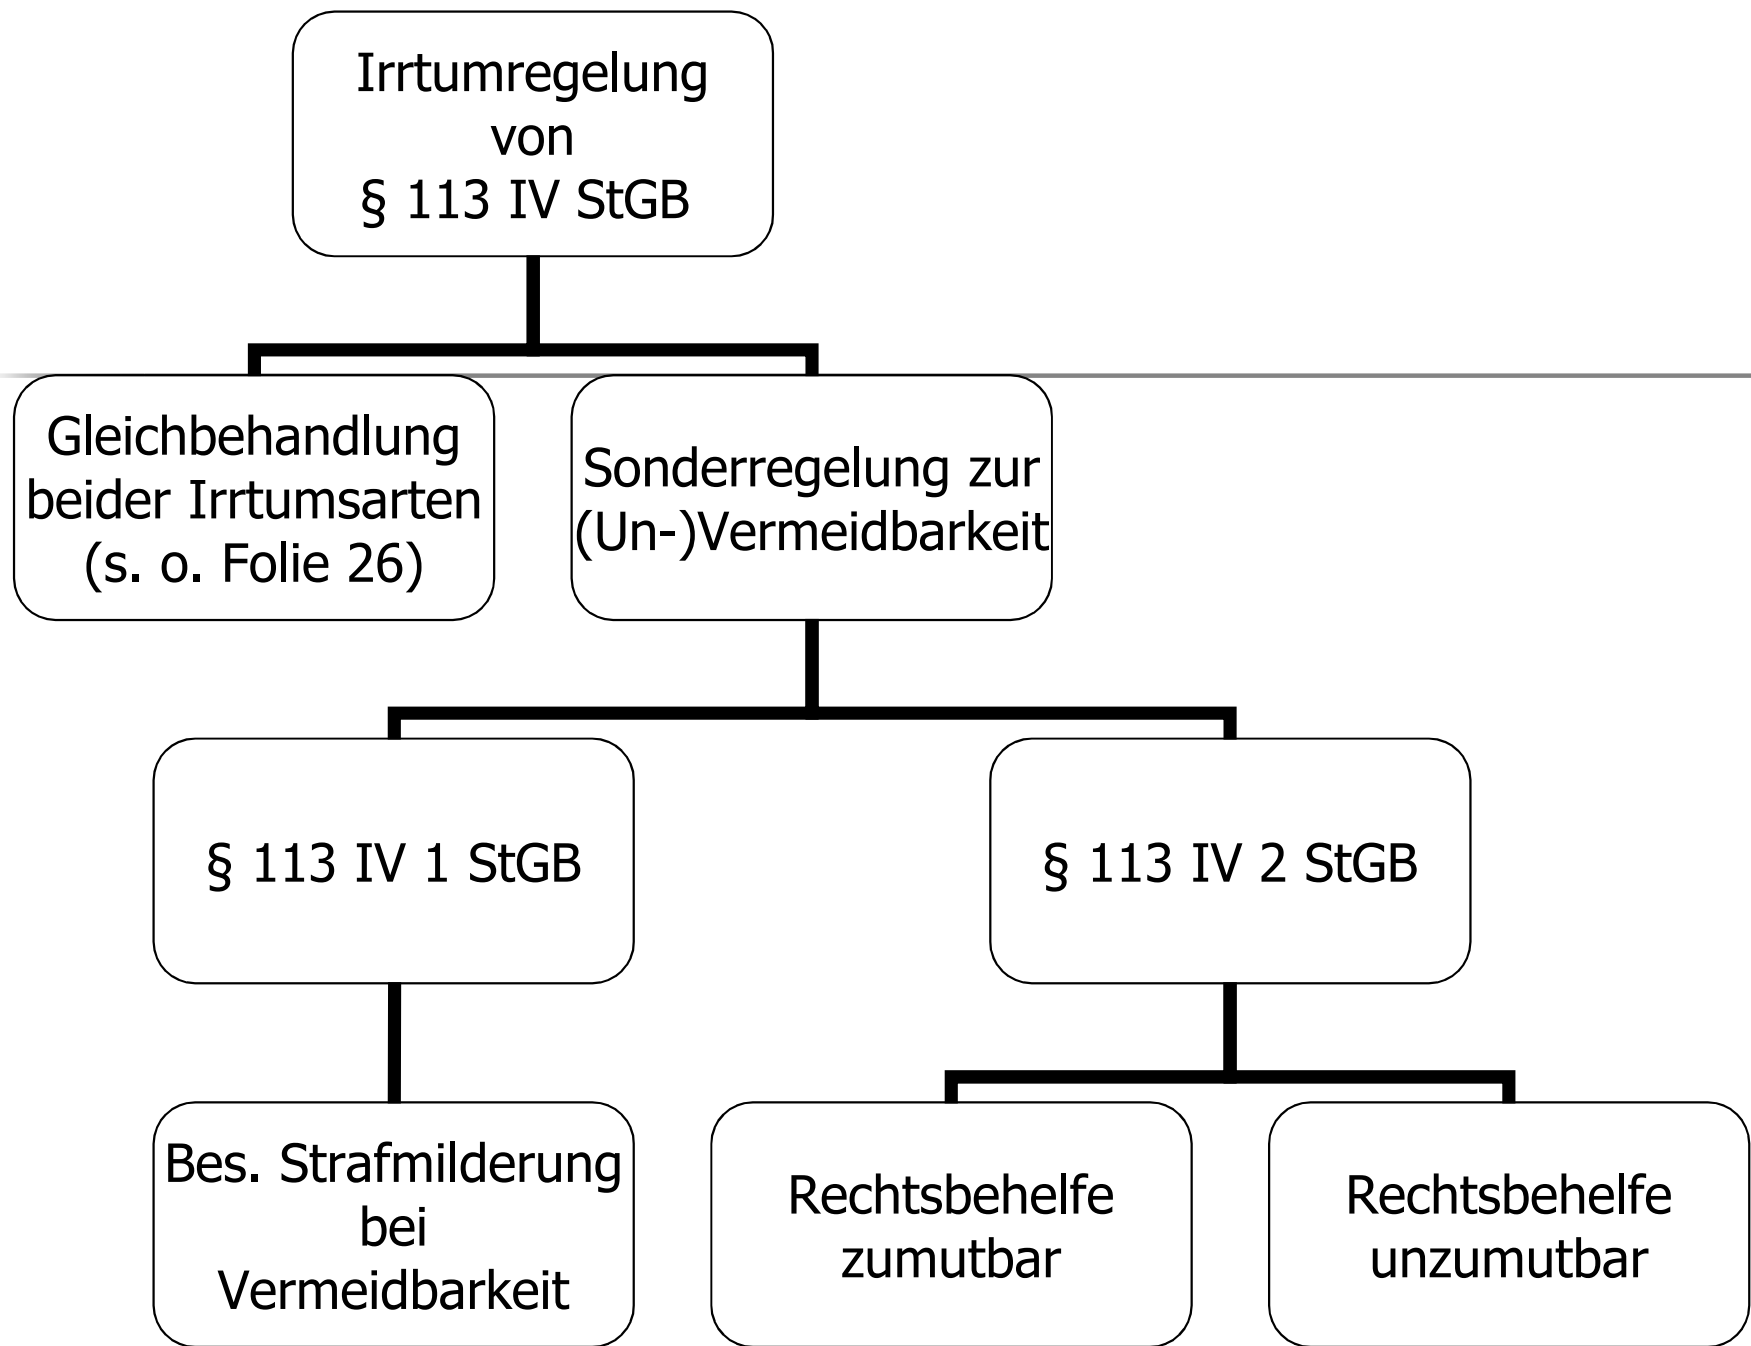 Irrtumregelung
von
§ 113 IV StGB
Gleichbehandlung
beider Irrtumsarten
(s. o. Folie 26)
Sonderregelung zur
(Un-)Vermeidbarkeit
§ 113 IV 1 StGB
§ 113 IV 2 StGB
Bes. Strafmilderung
bei
Vermeidbarkeit
Rechtsbehelfe
zumutbar
Rechtsbehelfe
unzumutbar